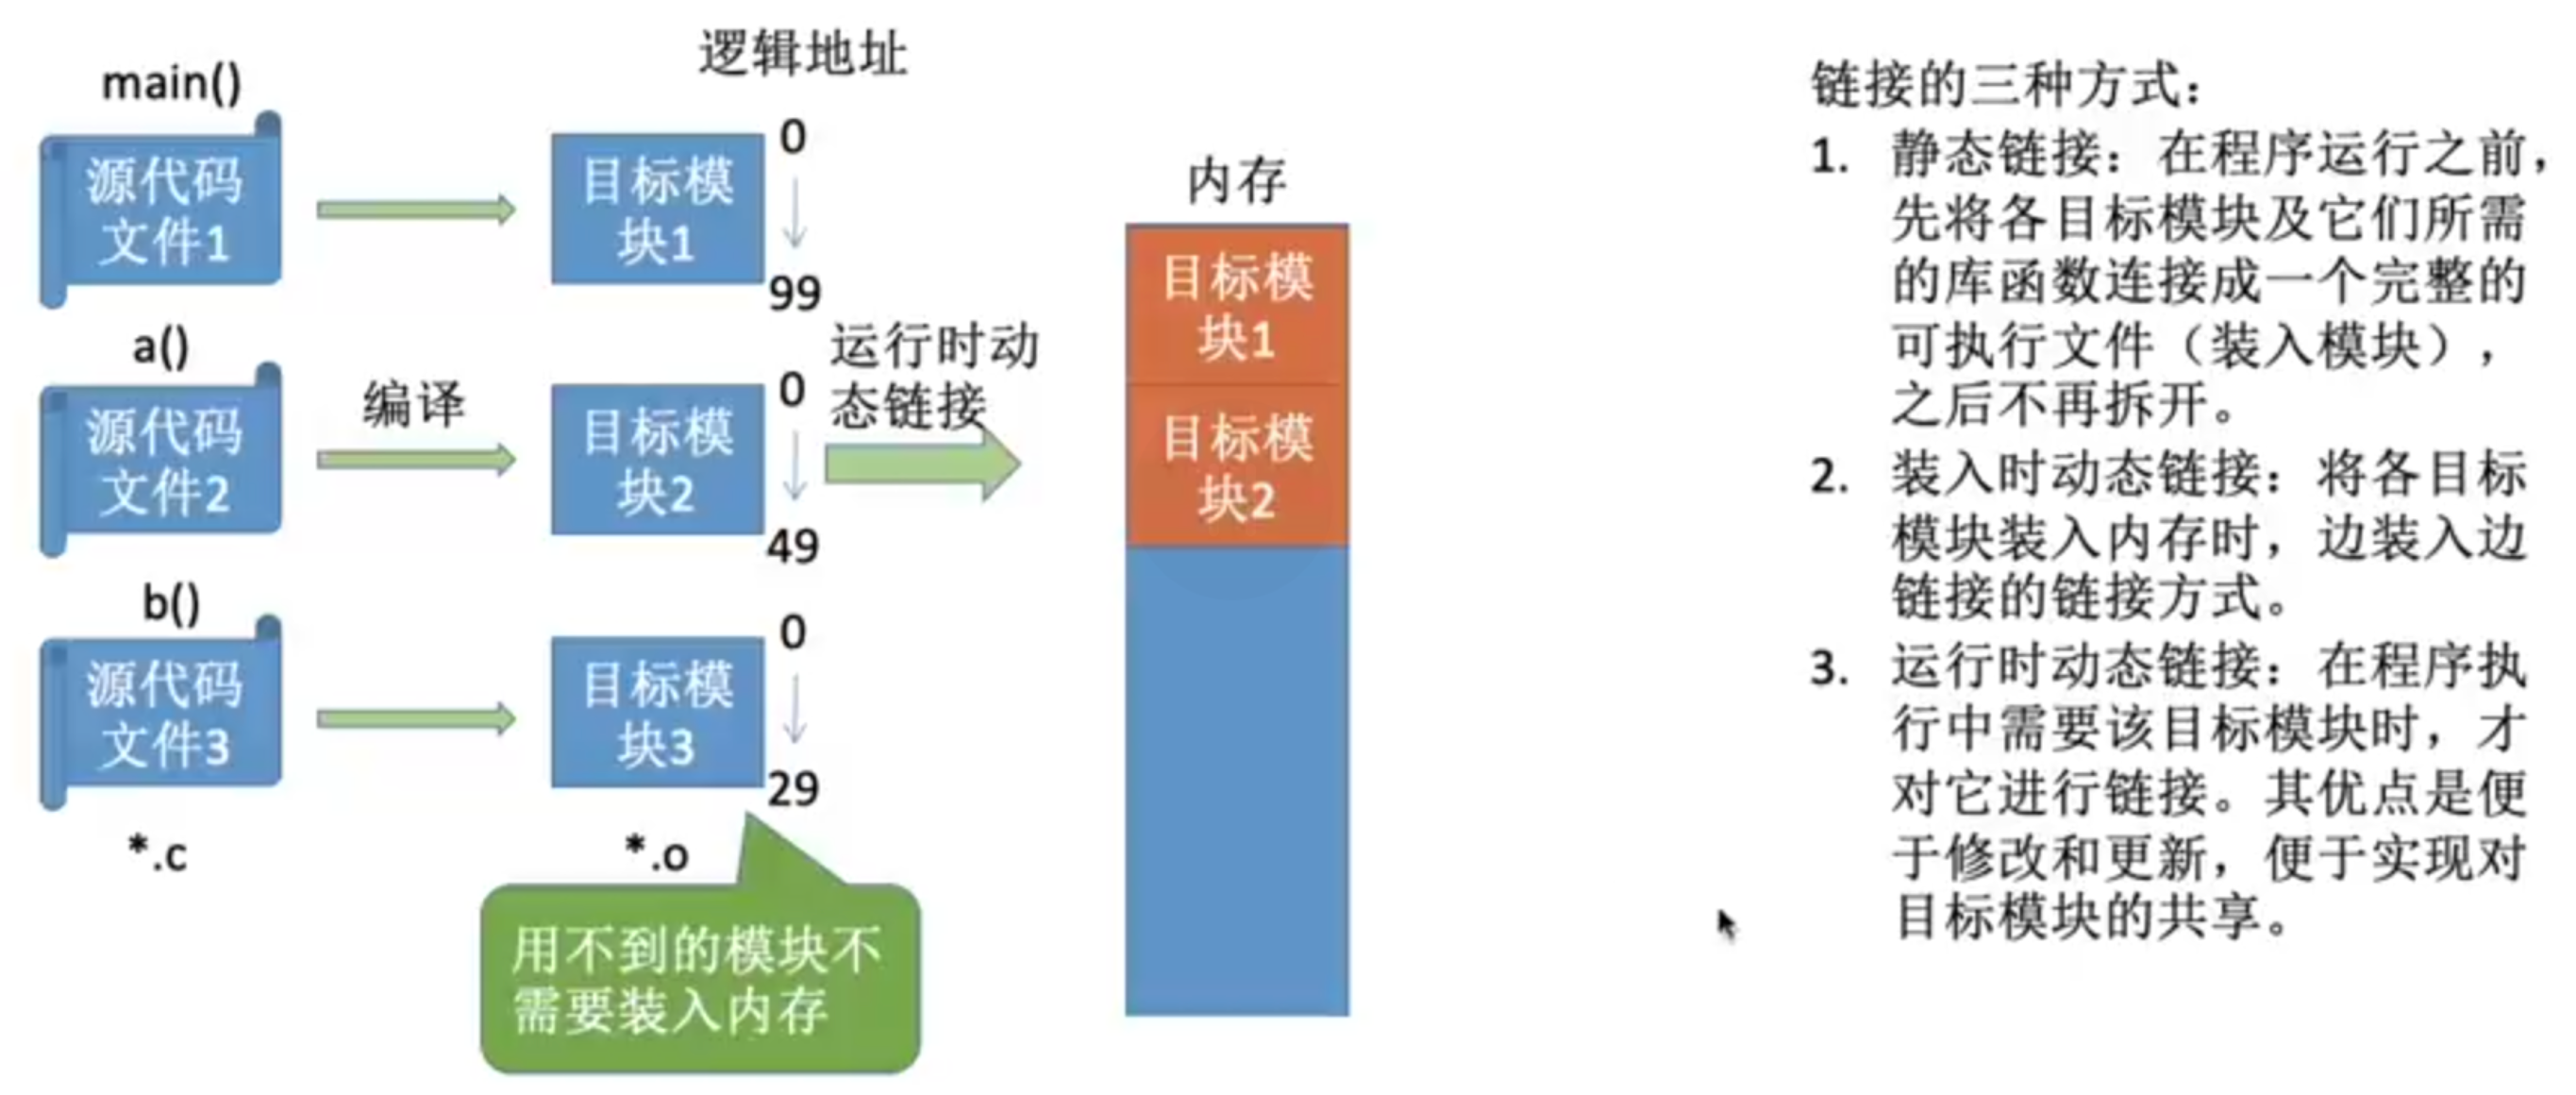 逻辑地址
main()
源代码
文件1
目标模
块1
0
99
a()
源代码
文件2
编译
目标模
块2
0
49
运行时动
态链接
b()
源代码
文件3
目标模
块3
0
29
*.c
*.o
用不到的模块不
需要装入内存
内存
目标模
块1
目标模
块2
链接的三种方式：
1. 静态链接：在程序运行之前，
先将各目标模块及它们所需
的库函数连接成一个完整的
可执行文件（装入模块），
之后不再拆开。
2. 装入时动态链接：将各目标
模块装入内存时，边装入边
链接的链接方式。
3. 运行时动态链接：在程序执
行中需要该目标模块时，才
对它进行链接。其优点是便
于修改和更新，便于实现对
目标模块的共享。